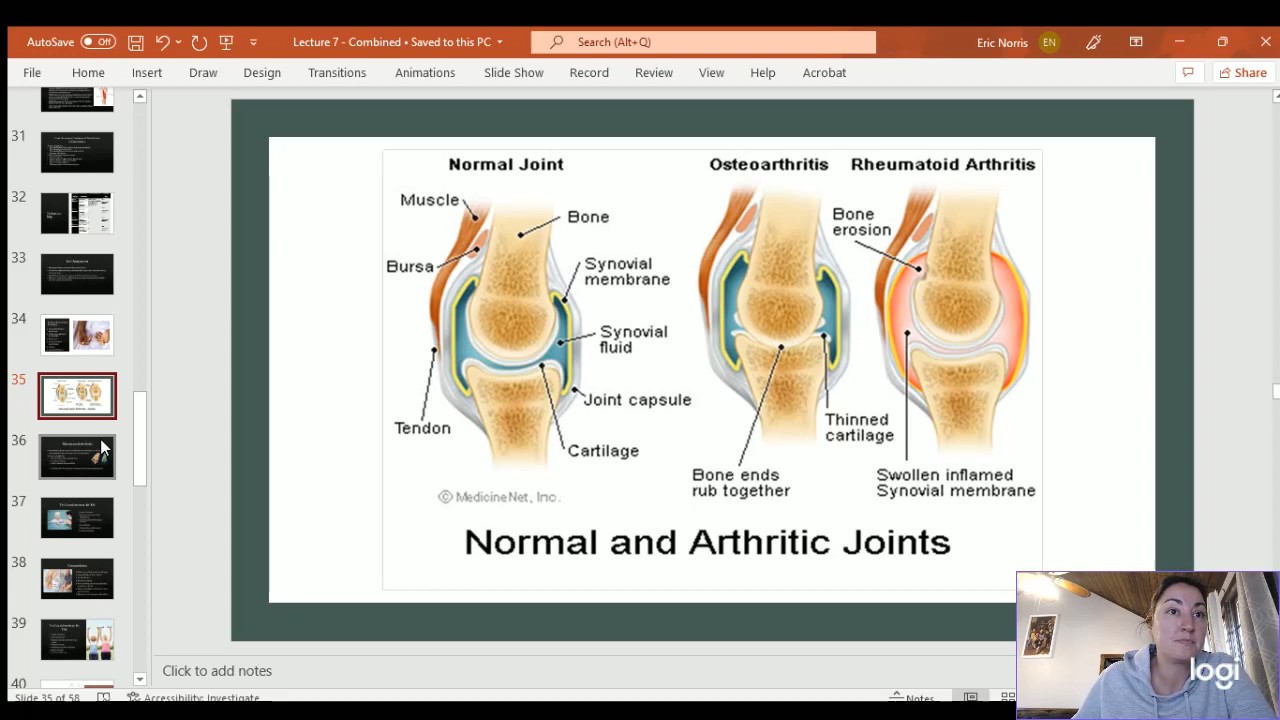 AutoSave Off
Lecture 7 - Combined • Saved to this PC
Search (Alt+Q)
Eric Norris EN
File Home Insert Draw Design Transitions Animations Slide Show Record Review View Help Acrobat
Share
31
32
33
34
35
36
37
38
39
40
Normal Joint
Osteoarthritis
Rheumatoid Arthritis
Muscle
Bone
Bursa
Synovial
membrane
Synovial
fluid
Joint capsule
Tendon
Cartilage
Bone
erosion
Thinned
cartilage
Bone ends
rub together
Swollen inflamed
Synovial membrane
© MedicineNet, Inc.
Normal and Arthritic Joints
logi
Click to add notes
Slide 35 of 58
Accessibility: Investigate
Notes